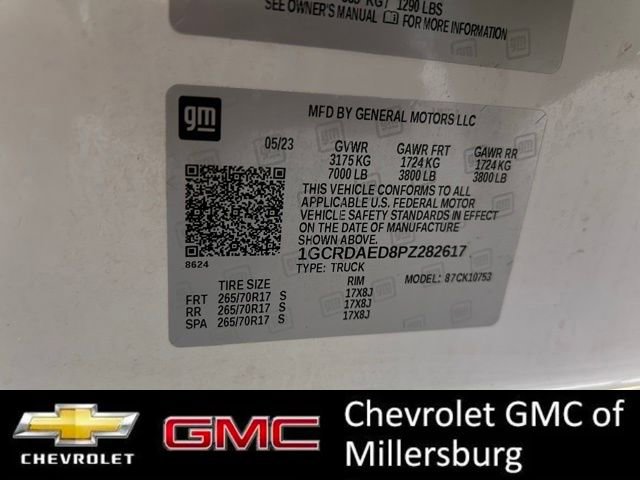 385 KG / 1290 LBS
SEE OWNER'S MANUAL FOR MORE INFORMATION
gm
MFD BY GENERAL MOTORS LLC
05/23 GVWR GAWR FRT GAWR RR
3175 KG 1724 KG 1724 KG
7000 LB 3800 LB 3800 LB
THIS VEHICLE CONFORMS TO ALL
APPLICABLE U.S. FEDERAL MOTOR
VEHICLE SAFETY STANDARDS IN EFFECT
ON THE DATE OF MANUFACTURE
SHOWN ABOVE.
1GCRDAED8PZ282617
8624
TYPE: TRUCK MODEL: 87CK10753
TIRE SIZE RIM
FRT 265/70R17 S 17X8J
RR 265/70R17 S 17X8J
SPA 265/70R17 S 17X8J
CHEVROLET
GMC
Chevrolet GMC of
Millersburg